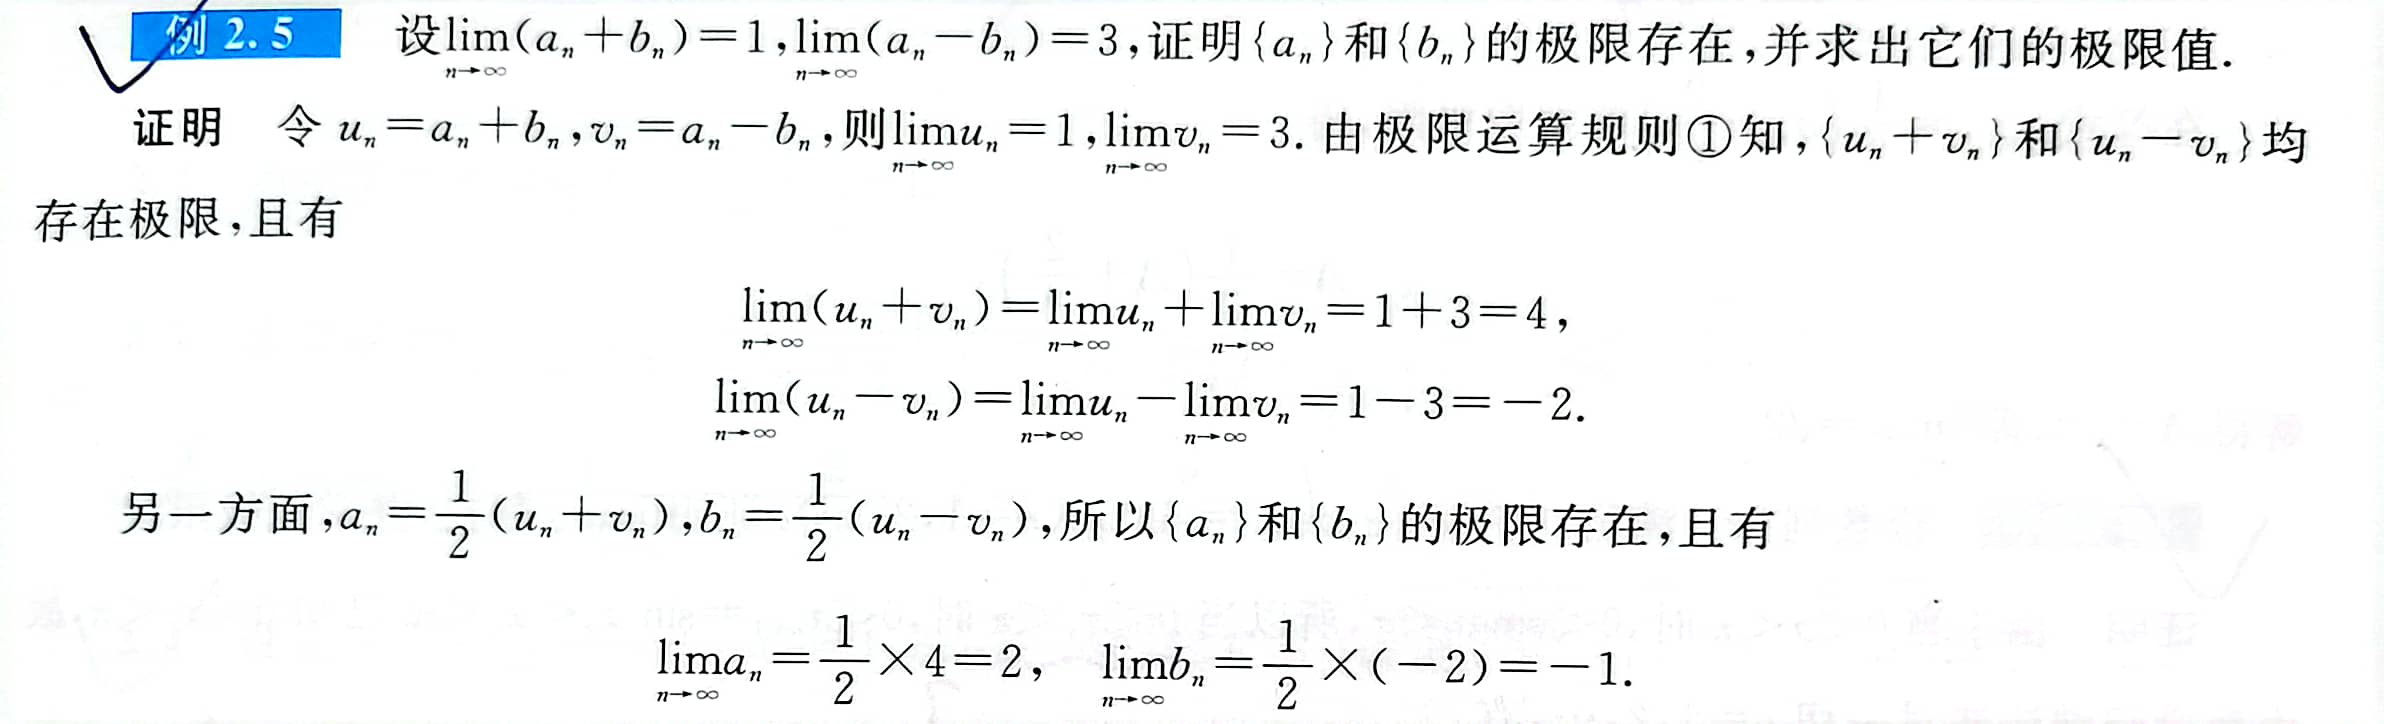 例 2.5 设lim(aₙ+bₙ)=1,lim(aₙ-bₙ)=3,证明{aₙ}和{bₙ}的极限存在,并求出它们的极限值.
n→∞ n→∞
证明 令 uₙ=aₙ+bₙ,vₙ=aₙ-bₙ,则limuₙ=1,limvₙ=3.由极限运算规则①知,{uₙ+vₙ}和{uₙ-vₙ}均
n→∞ n→∞
存在极限,且有
lim(uₙ+vₙ)=limuₙ+limvₙ=1+3=4,
n→∞ n→∞ n→∞
lim(uₙ-vₙ)=limuₙ-limvₙ=1-3=-2.
n→∞ n→∞ n→∞
另一方面,aₙ=1/2(uₙ+vₙ),bₙ=1/2(uₙ-vₙ),所以{aₙ}和{bₙ}的极限存在,且有
limaₙ=1/2×4=2, limbₙ=1/2×(-2)=-1.
n→∞ n→∞